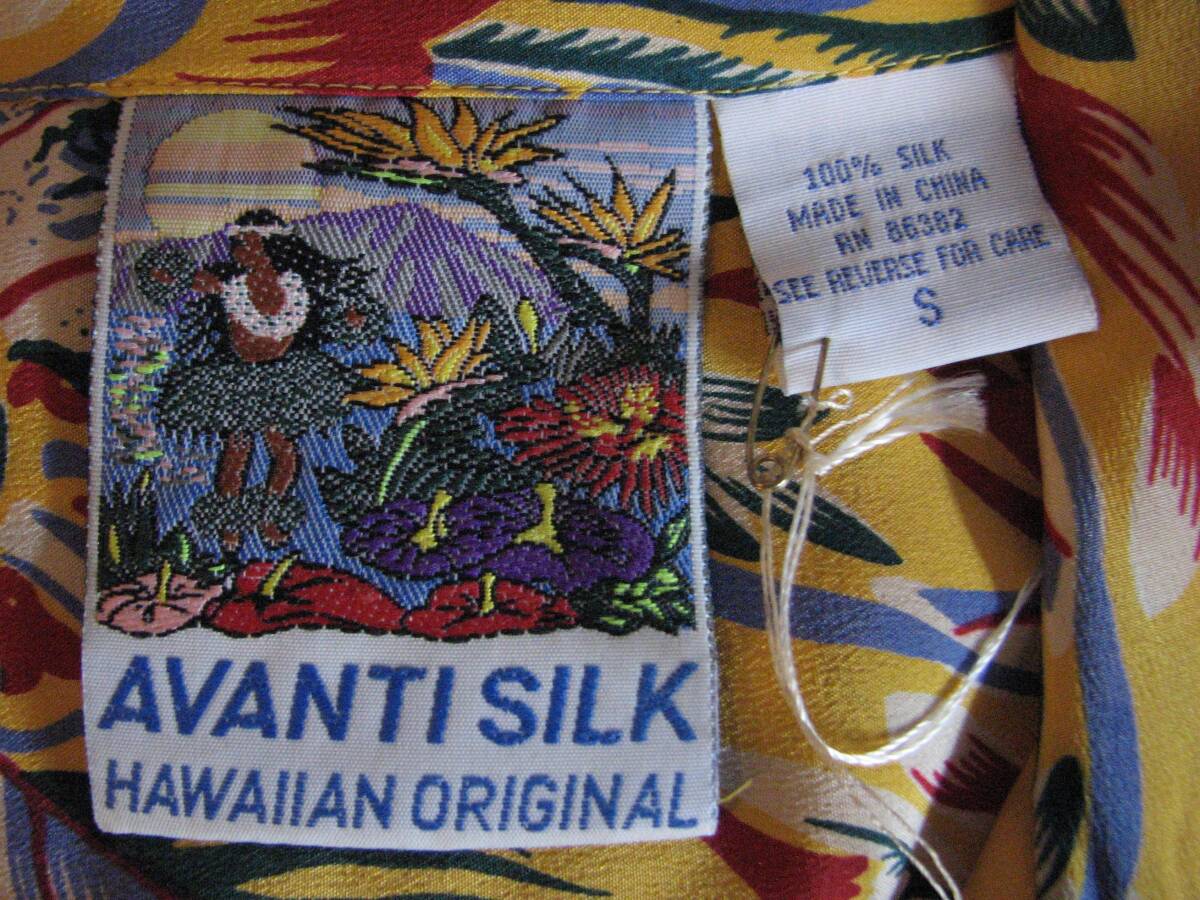 AVANTI SILK
HAWAIIAN ORIGINAL
100% SILK
MADE IN CHINA
RN 86382
SEE REVERSE FOR CARE
S